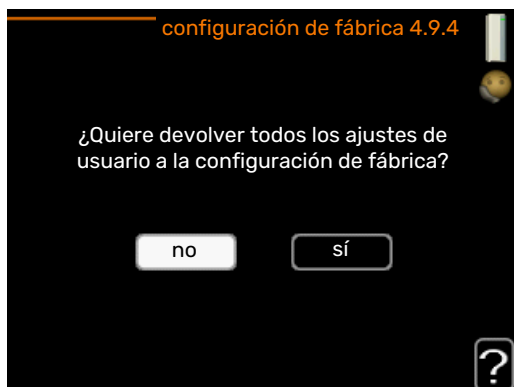 configuración de fábrica 4.9.4
¿Quiere devolver todos los ajustes de
usuario a la configuración de fábrica?
no
sí
?